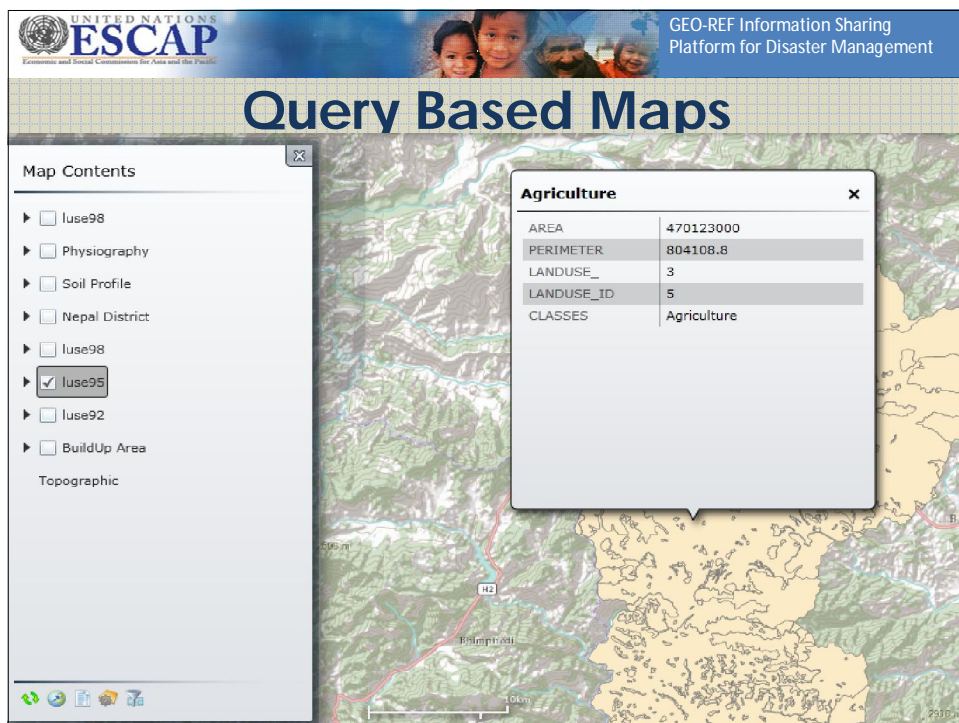 UNITED NATIONS
ESCAP
Economic and Social Commission for Asia and the Pacific
GEO-REF Information Sharing
Platform for Disaster Management
Query Based Maps
Map Contents
luse98
Physiography
Soil Profile
Nepal District
luse98
luse95
luse92
BuildUp Area
Topographic
Agriculture
AREA 470123000
PERIMETER 804108.8
LANDUSE_ 3
LANDUSE_ID 5
CLASSES Agriculture
H2
10km